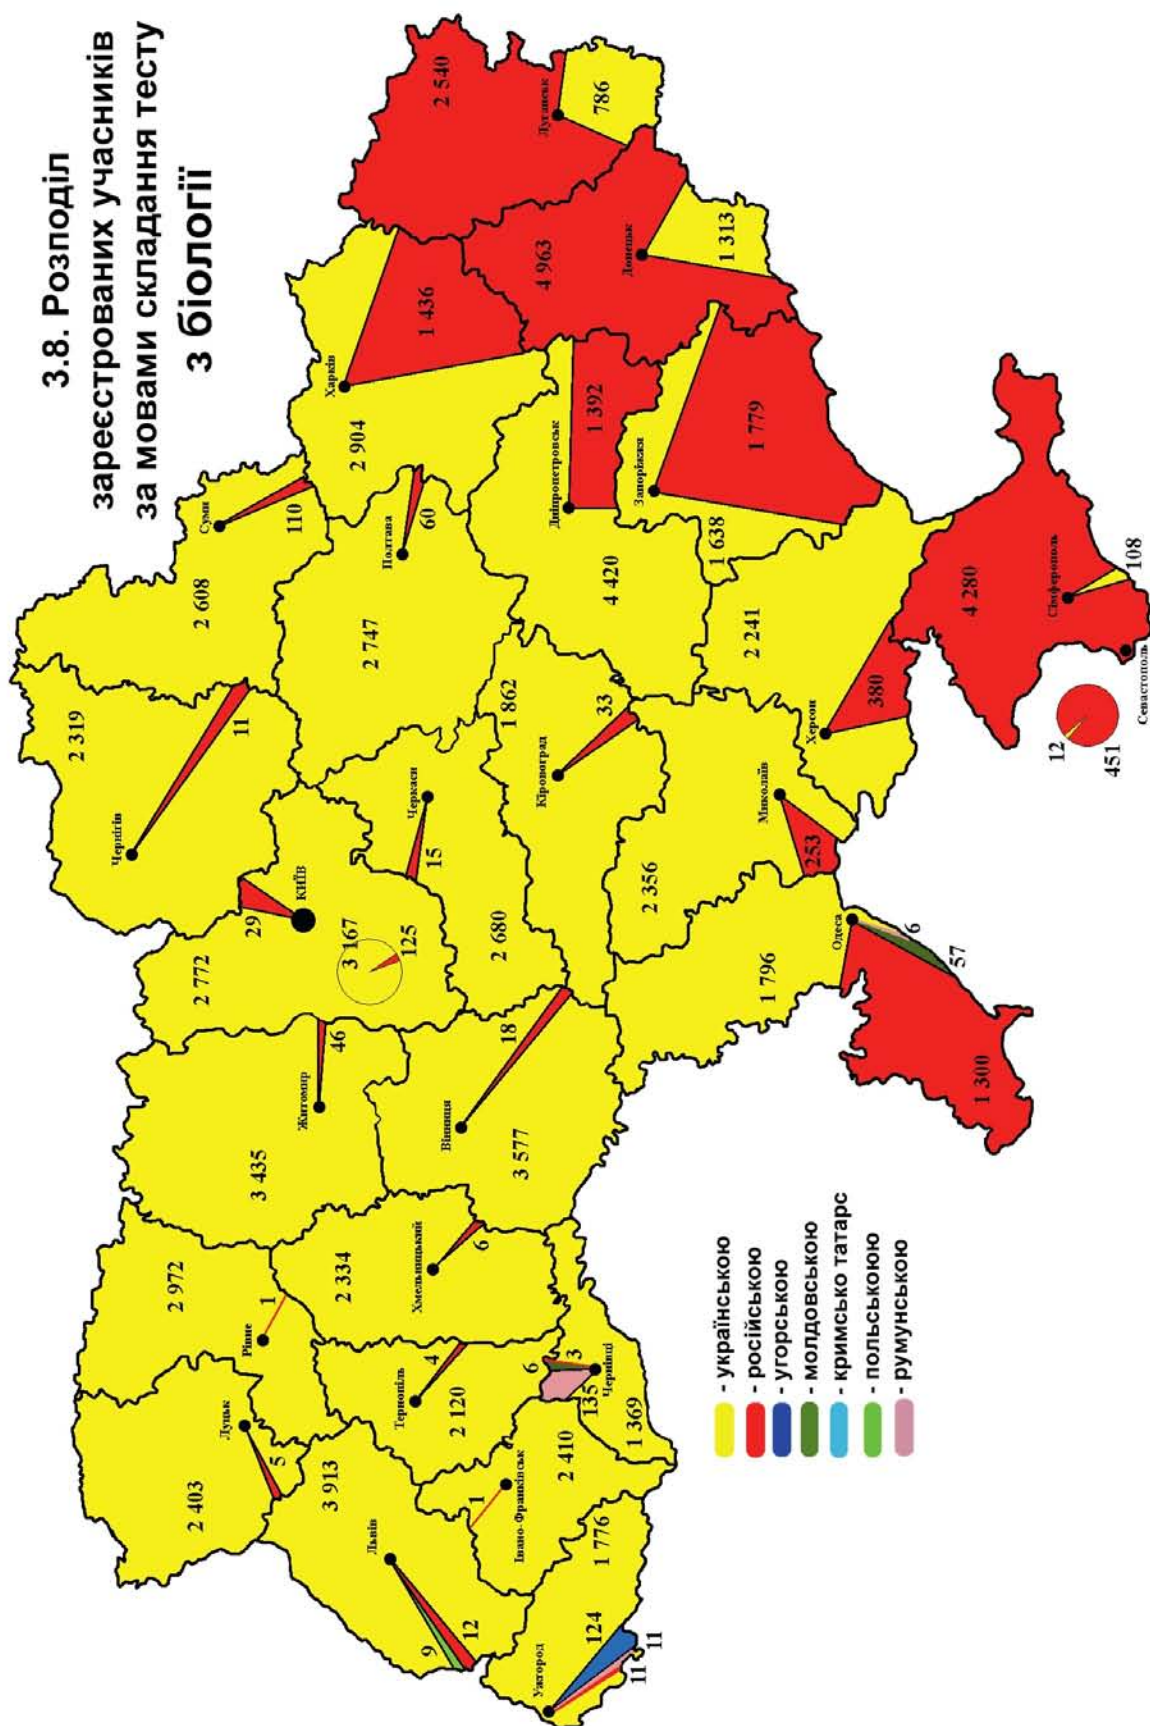 3.8. Розподіл
зареєстрованих учасників
за мовами складання тесту
з біології
2 403
Луцьк
5
2 972
Рівне
1
3 435
Житомир
46
2 772
29
КИЇВ
3 167
125
2 319
Чернігів
11
2 608
Суми
110
3 913
Львів
9
12
2 120
Тернопіль
4
2 334
Хмельницький
6
3 577
Вінниця
18
2 680
Черкаси
15
2 747
Полтава
60
2 904
Харків
1 436
2 540
Луганськ
786
Ужгород
1 776
124
11
11
1
Івано-Франківськ
2 410
6
3
135
Чернівці
1 369
1 862
Кіровоград
33
4 420
Дніпропетровськ
1 392
4 963
Донецьк
1 313
1 796
Одеса
6
57
1 300
2 356
Миколаїв
253
2 241
Херсон
380
1 638
Запоріжжя
1 779
4 280
Сімферополь
108
12
451
Севастополь
- українською
- російською
- угорською
- молдовською
- кримсько татарс
- польськоюю
- румунською